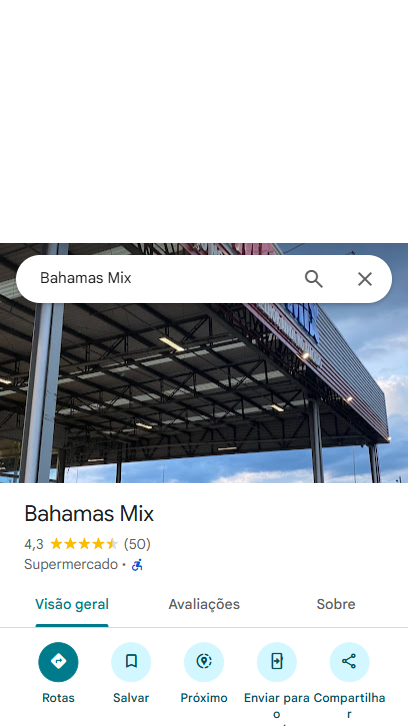 Bahamas Mix
Bahamas Mix
4,3 (50)
Supermercado ·
Visão geral Avaliações Sobre
Rotas Salvar Próximo Enviar para o Compartilhar